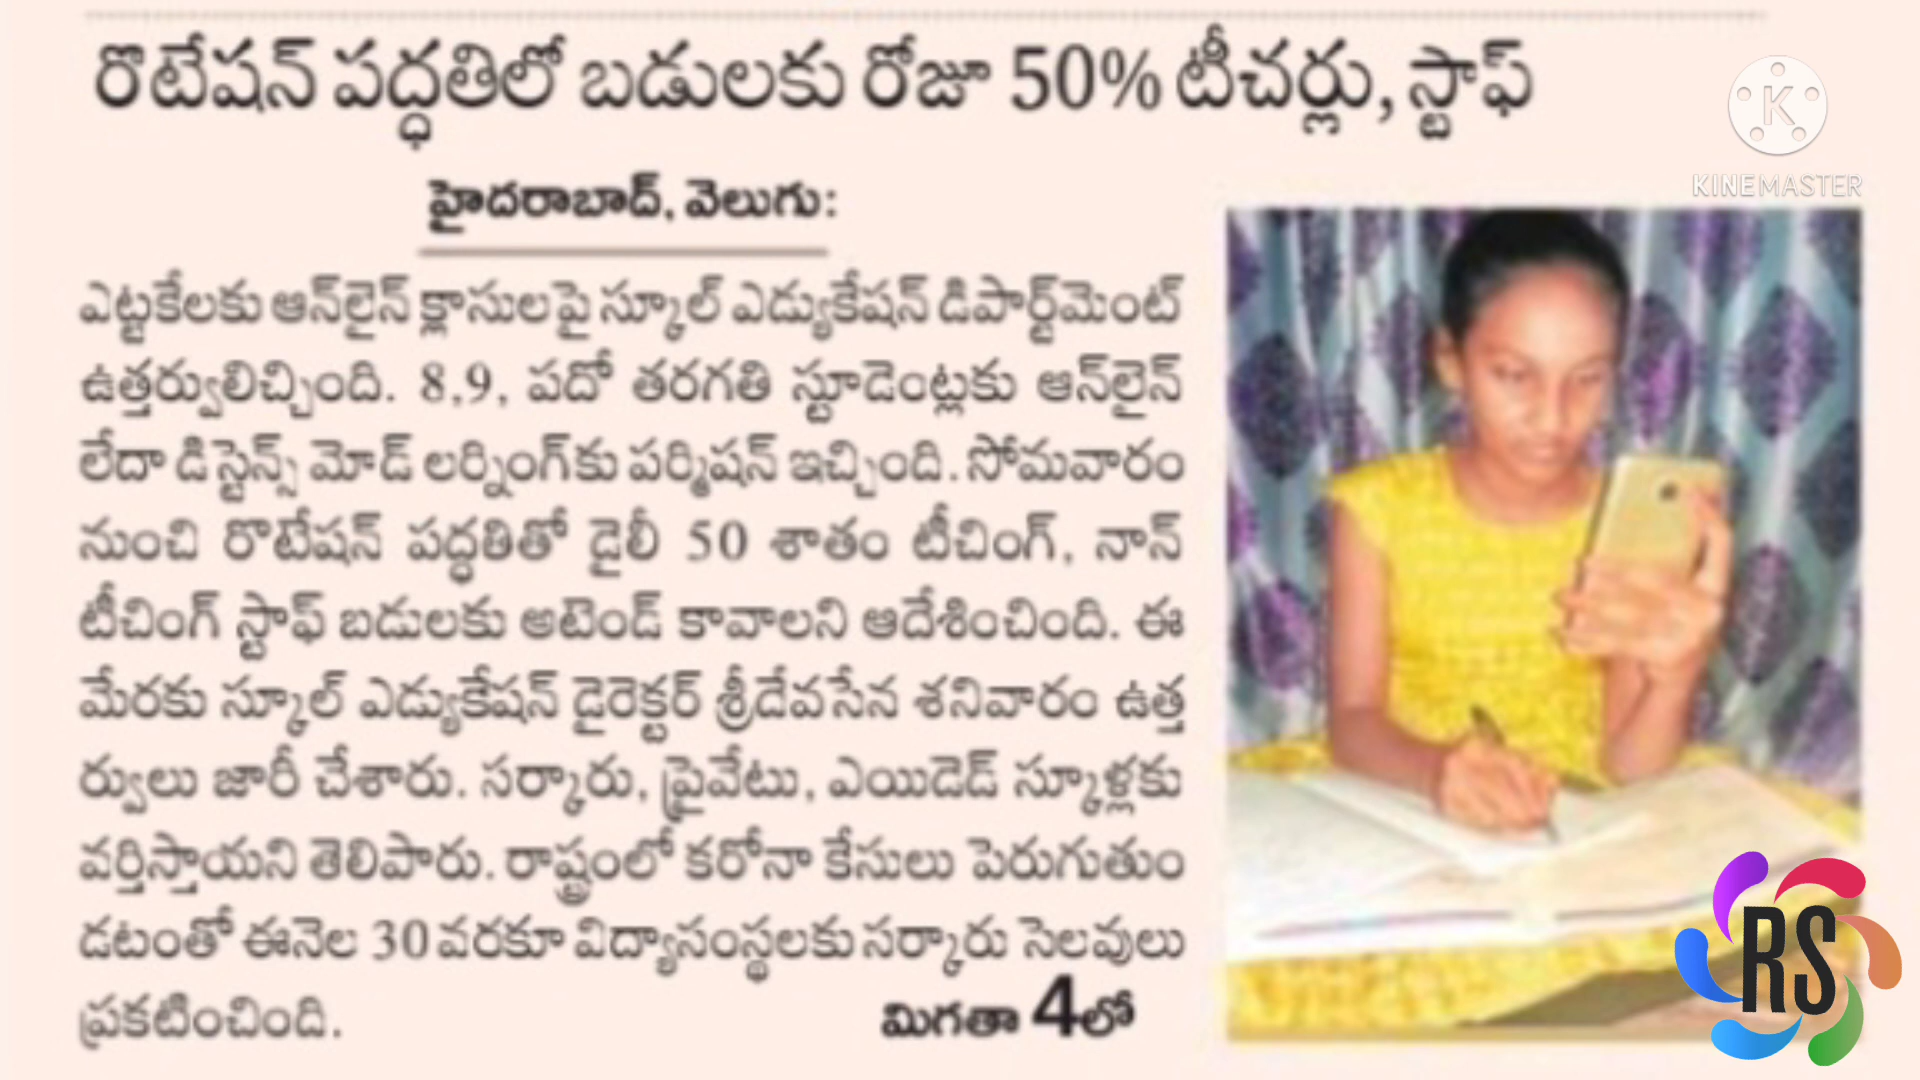 రొటేషన్ పద్ధతిలో బడులకు రోజూ 50% టీచర్లు, స్టాఫ్
హైదరాబాద్, వెలుగు:
ఎట్టకేలకు ఆన్‌లైన్ క్లాసులపై స్కూల్ ఎడ్యుకేషన్ డిపార్ట్‌మెంట్
ఉత్తర్వులిచ్చింది. 8,9, పదో తరగతి స్టూడెంట్లకు ఆన్‌లైన్
లేదా డిస్టెన్స్ మోడ్ లర్నింగ్‌కు పర్మిషన్ ఇచ్చింది. సోమవారం
నుంచి రొటేషన్ పద్ధతితో డైలీ 50 శాతం టీచింగ్, నాన్
టీచింగ్ స్టాఫ్ బడులకు అటెండ్ కావాలని ఆదేశించింది. ఈ
మేరకు స్కూల్ ఎడ్యుకేషన్ డైరెక్టర్ శ్రీదేవసేన శనివారం ఉత్త
ర్వులు జారీ చేశారు. సర్కారు, ప్రైవేటు, ఎయిడెడ్ స్కూళ్లకు
వర్తిస్తాయని తెలిపారు. రాష్ట్రంలో కరోనా కేసులు పెరుగుతుం
డటంతో ఈనెల 30 వరకూ విద్యాసంస్థలకు సర్కారు సెలవులు
ప్రకటించింది.
మిగతా 4లో
K
KINEMASTER
RS